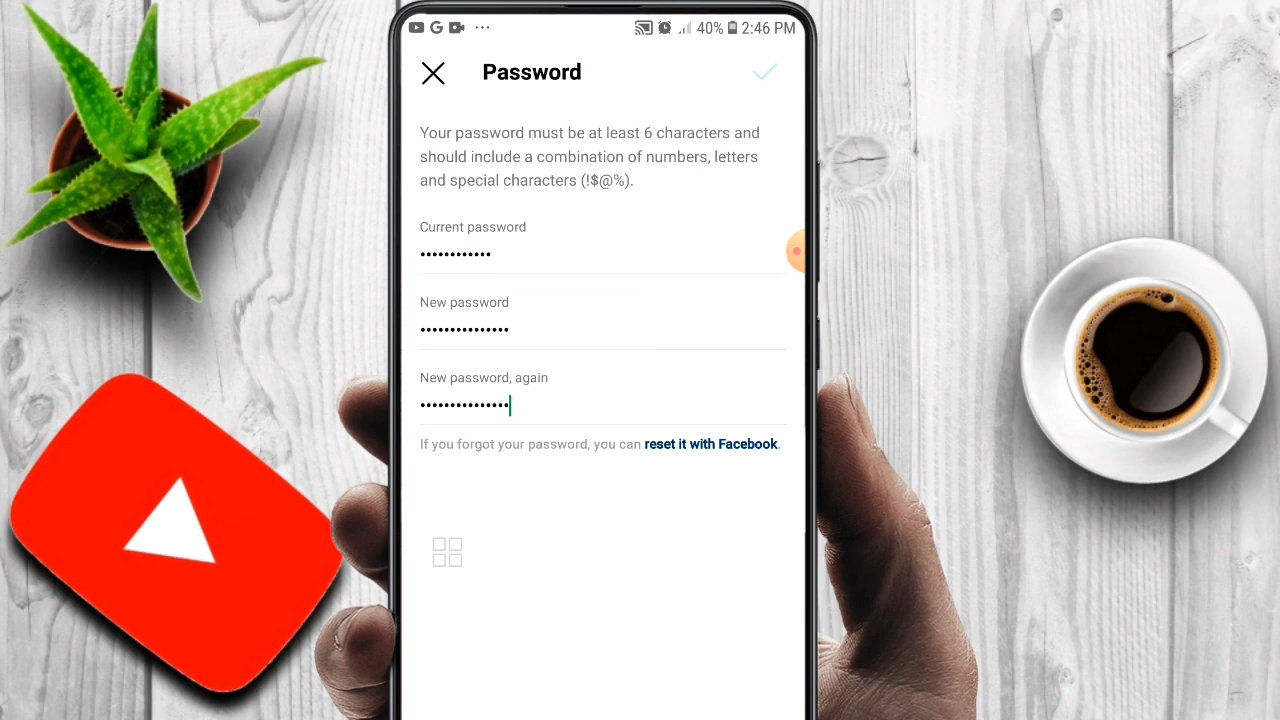 40% 2:46 PM
Password
Your password must be at least 6 characters and
should include a combination of numbers, letters
and special characters (!$@%).
Current password
••••••••••••
New password
•••••••••••••••
New password, again
•••••••••••••••
If you forgot your password, you can reset it with Facebook.